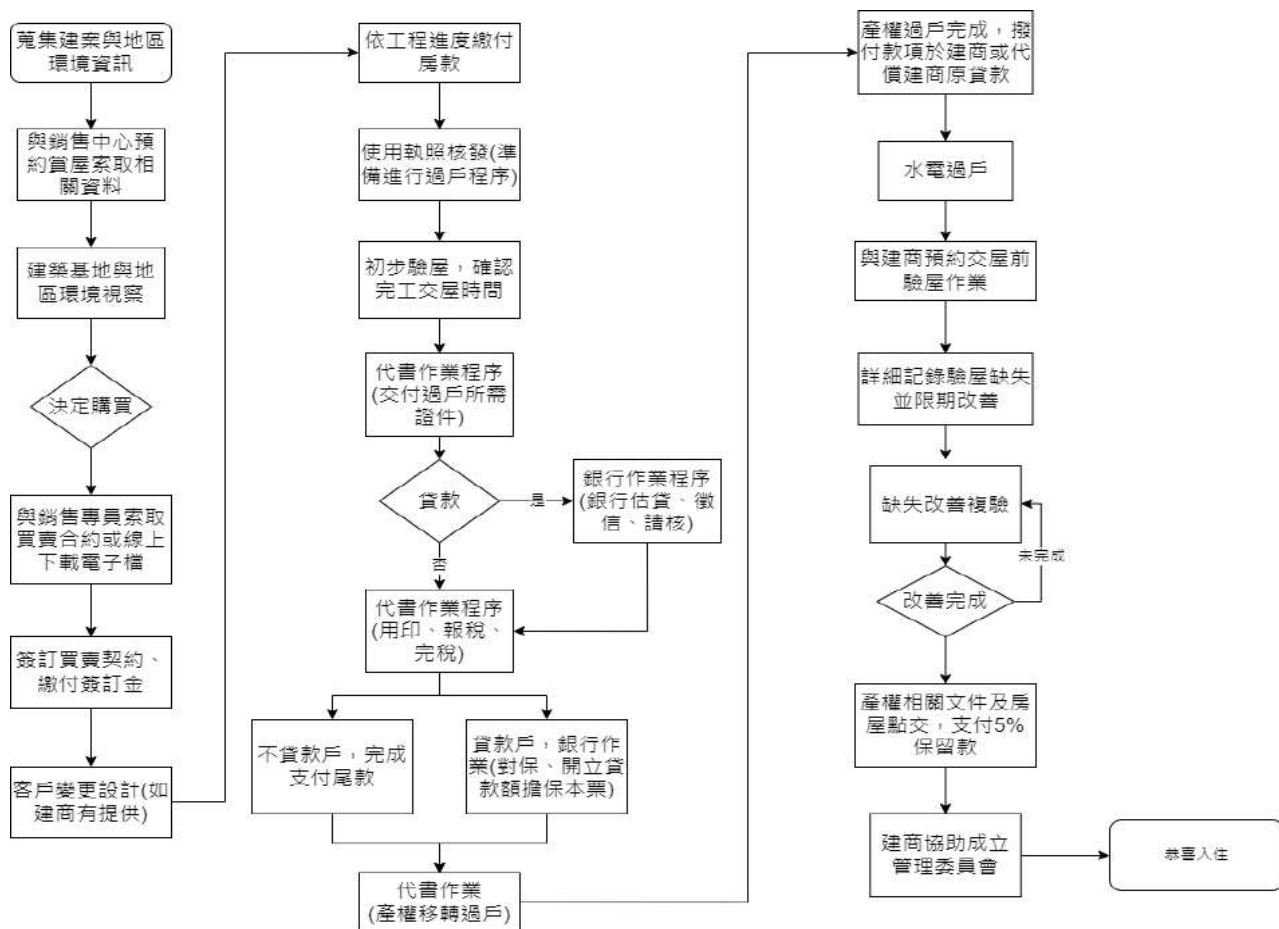 蒐集建案與地區
環境資訊
與銷售中心預
約賞屋索取相
關資料
建築基地與地
區環境視察
決定購買
與銷售專員索取
買賣合約或線上
下載電子檔
簽訂買賣契約、
繳付簽訂金
客戶變更設計(如
建商有提供)
依工程進度繳付
房款
使用執照核發(準
備進行過戶程序)
初步驗屋，確認
完工交屋時間
代書作業程序
(交付過戶所需
證件)
貸款
是
銀行作業程序
(銀行估貸、徵
信、請核)
否
代書作業程序
(用印、報稅、
完稅)
不貸款戶，完成
支付尾款
貸款戶，銀行作
業(對保、開立貸
款額擔保本票)
代書作業
(產權移轉過戶)
產權過戶完成，撥
付款項於建商或代
償建商原貸款
水電過戶
與建商預約交屋前
驗屋作業
詳細記錄驗屋缺失
並限期改善
缺失改善複驗
未完成
改善完成
產權相關文件及房
屋點交，支付5%
保留款
建商協助成立
管理委員會
恭喜入住